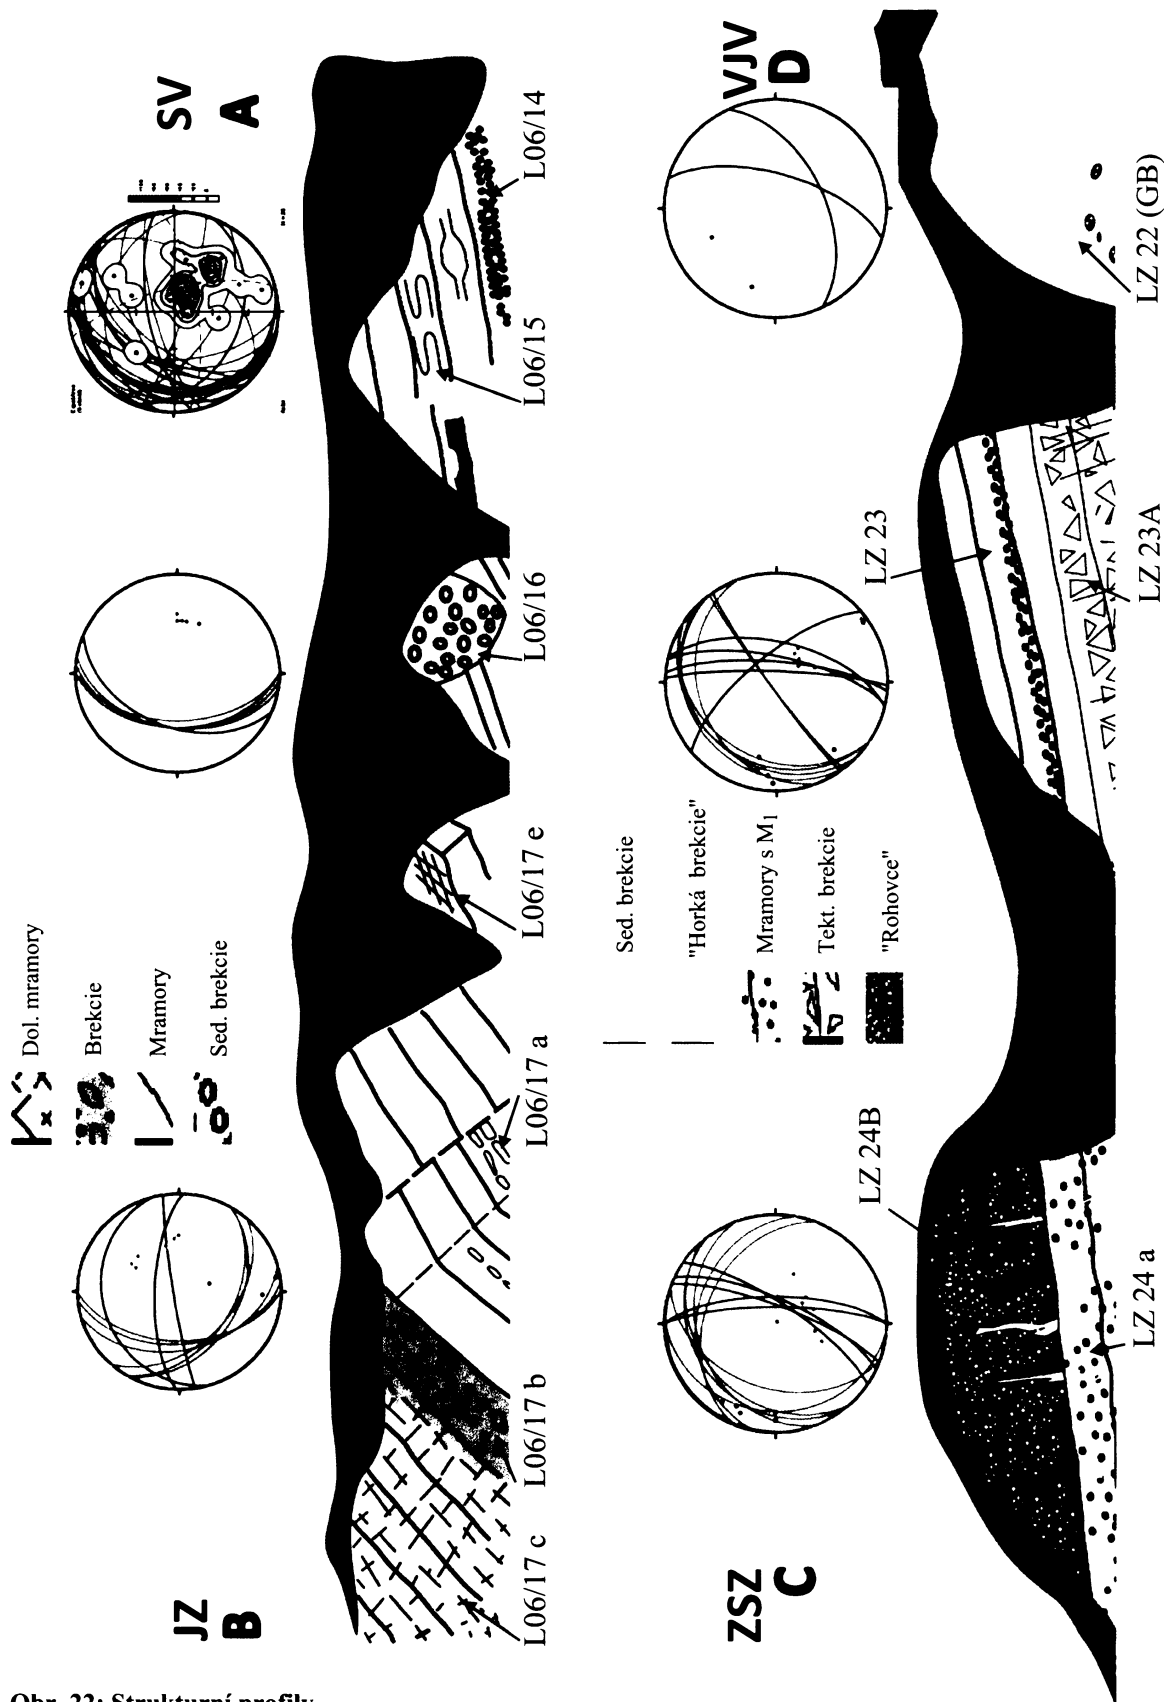 JZ
B
SV
A
Dol. mramory
Brekcie
Mramory
Sed. brekcie
L06/17 c
L06/17 b
L06/17 a
L06/17 e
L06/16
L06/15
L06/14
ZSZ
C
VJV
D
Sed. brekcie
"Horká brekcie"
Mramory s M1
Tekt. brekcie
"Rohovce"
LZ 24B
LZ 24 a
LZ 23
LZ 23A
LZ 22 (GB)
Obr. 22: Strukturní profily